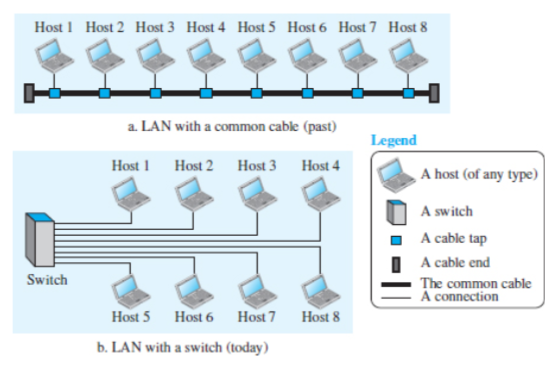 Host 1 Host 2 Host 3 Host 4 Host 5 Host 6 Host 7 Host 8
a. LAN with a common cable (past)
Legend
Host 1 Host 2 Host 3 Host 4
A host (of any type)
A switch
A cable tap
A cable end
Switch
The common cable
A connection
Host 5 Host 6 Host 7 Host 8
b. LAN with a switch (today)